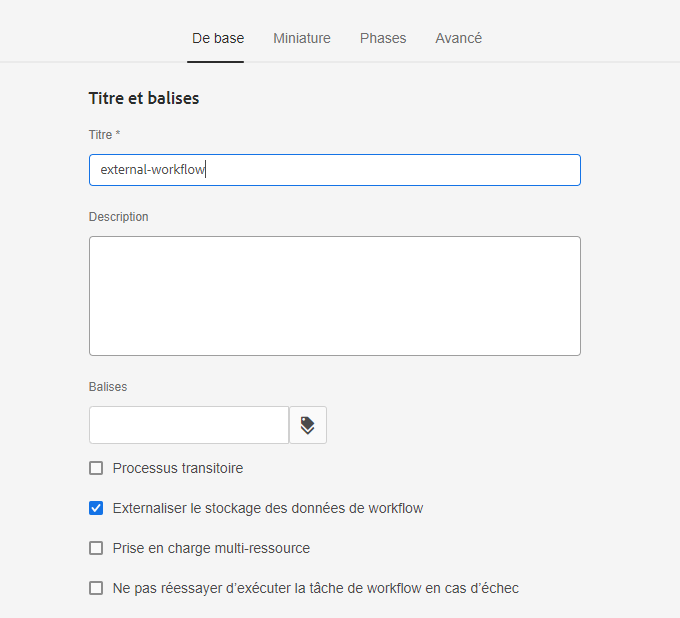 De base Miniature Phases Avancé
Titre et balises
Titre *
external-workflow
Description
Balises
Processus transitoire
Externaliser le stockage des données de workflow
Prise en charge multi-ressource
Ne pas réessayer d’exécuter la tâche de workflow en cas d’échec